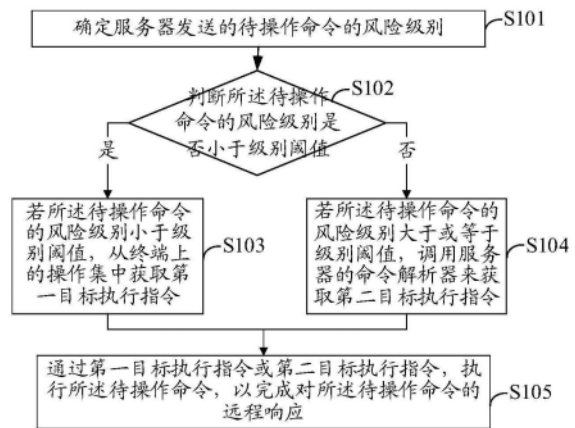 确定服务器发送的待操作命令的风险级别
S101
S102
判断所述待操作
命令的风险级别是
否小于级别阈值
是
否
若所述待操作命令
的风险级别小于级
别阈值，从终端上
的操作集中获取第
一目标执行指令
S103
若所述待操作命令的
风险级别大于或等于
级别阈值，调用服务
器的命令解析器来获
取第二目标执行指令
S104
通过第一目标执行指令或第二目标执行指令，执
行所述待操作命令，以完成对所述待操作命令的
远程响应
S105